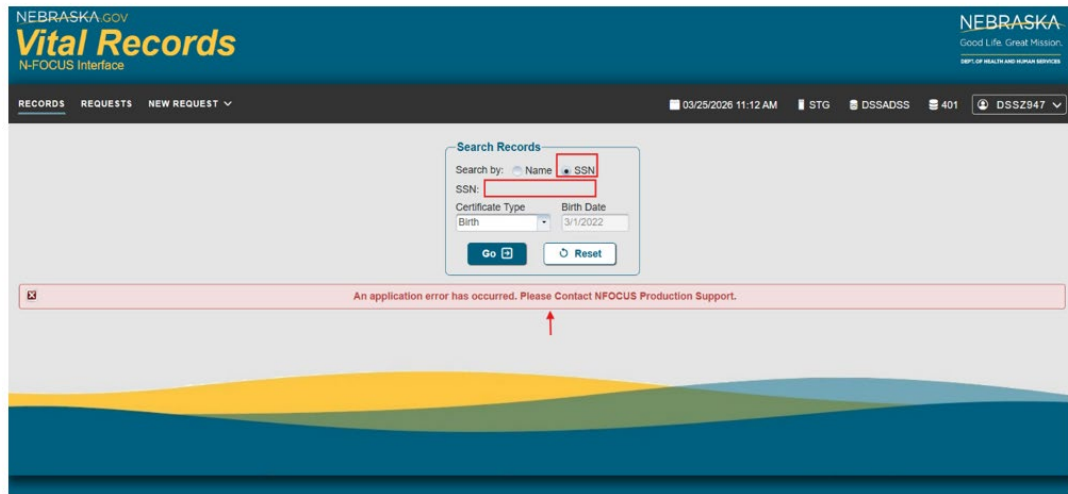 NEBRASKA.GOV
Vital Records
N-FOCUS Interface
NEBRASKA
Good Life. Great Mission.
DEPT. OF HEALTH AND HUMAN SERVICES
RECORDS REQUESTS NEW REQUEST 03/25/2026 11:12 AM STG DSSADSS 401 DSSZ947
Search Records
Search by: Name SSN
SSN:
Certificate Type Birth Date
Birth 3/1/2022
Go Reset
An application error has occurred. Please Contact NFOCUS Production Support.